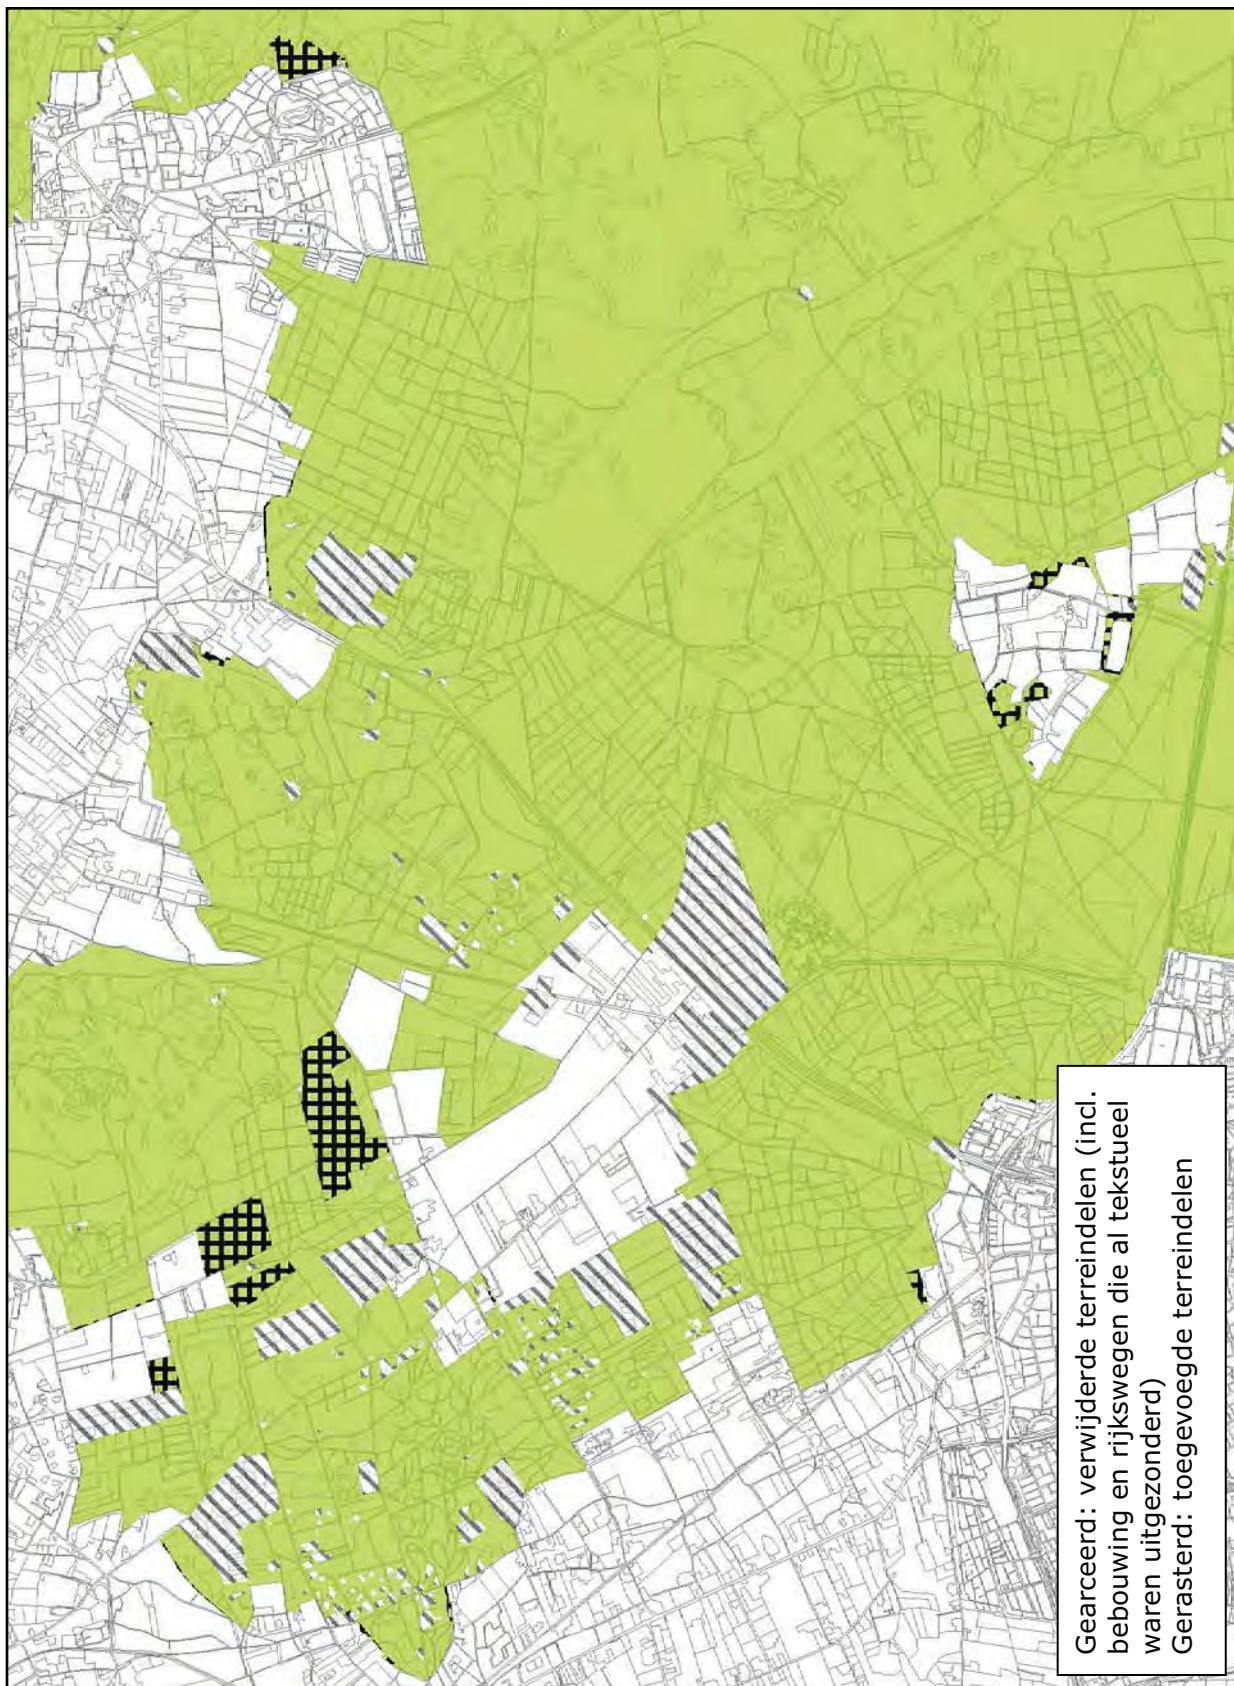 Gearceerd: verwijderde terreindelen (incl.
bebouwing en rijkswegen die al tekstueel
waren uitgezonderd)
Gerasterd: toegevoegde terreindelen